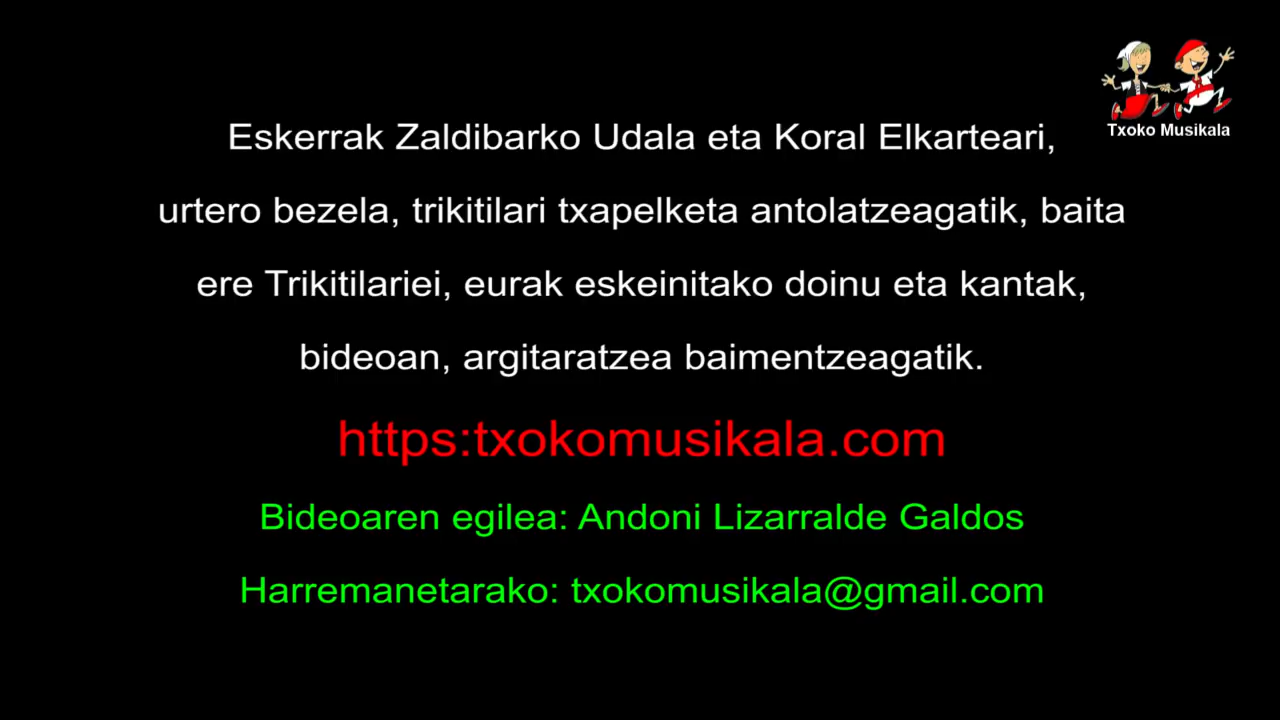 Txoko Musikala
Eskerrak Zaldibarko Udala eta Koral Elkarteari,
urtero bezela, trikitilari txapelketa antolatzeagatik, baita
ere Trikitilariei, eurak eskeinitako doinu eta kantak,
bideoan, argitaratzea baimentzeagatik.
https:txokomusikala.com
Bideoaren egilea: Andoni Lizarralde Galdos
Harremanetarako: txokomusikala@gmail.com